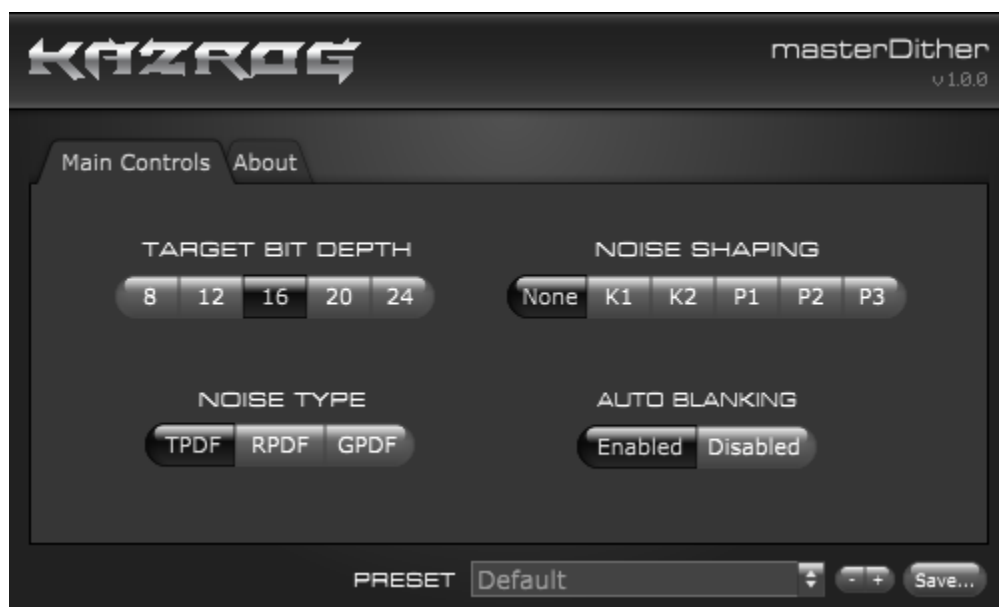 KAZROG
masterDither
v1.0.0
Main Controls About
TARGET BIT DEPTH
8 12 16 20 24
NOISE SHAPING
None K1 K2 P1 P2 P3
NOISE TYPE
TPDF RPDF GPDF
AUTO BLANKING
Enabled Disabled
PRESET Default - + Save...